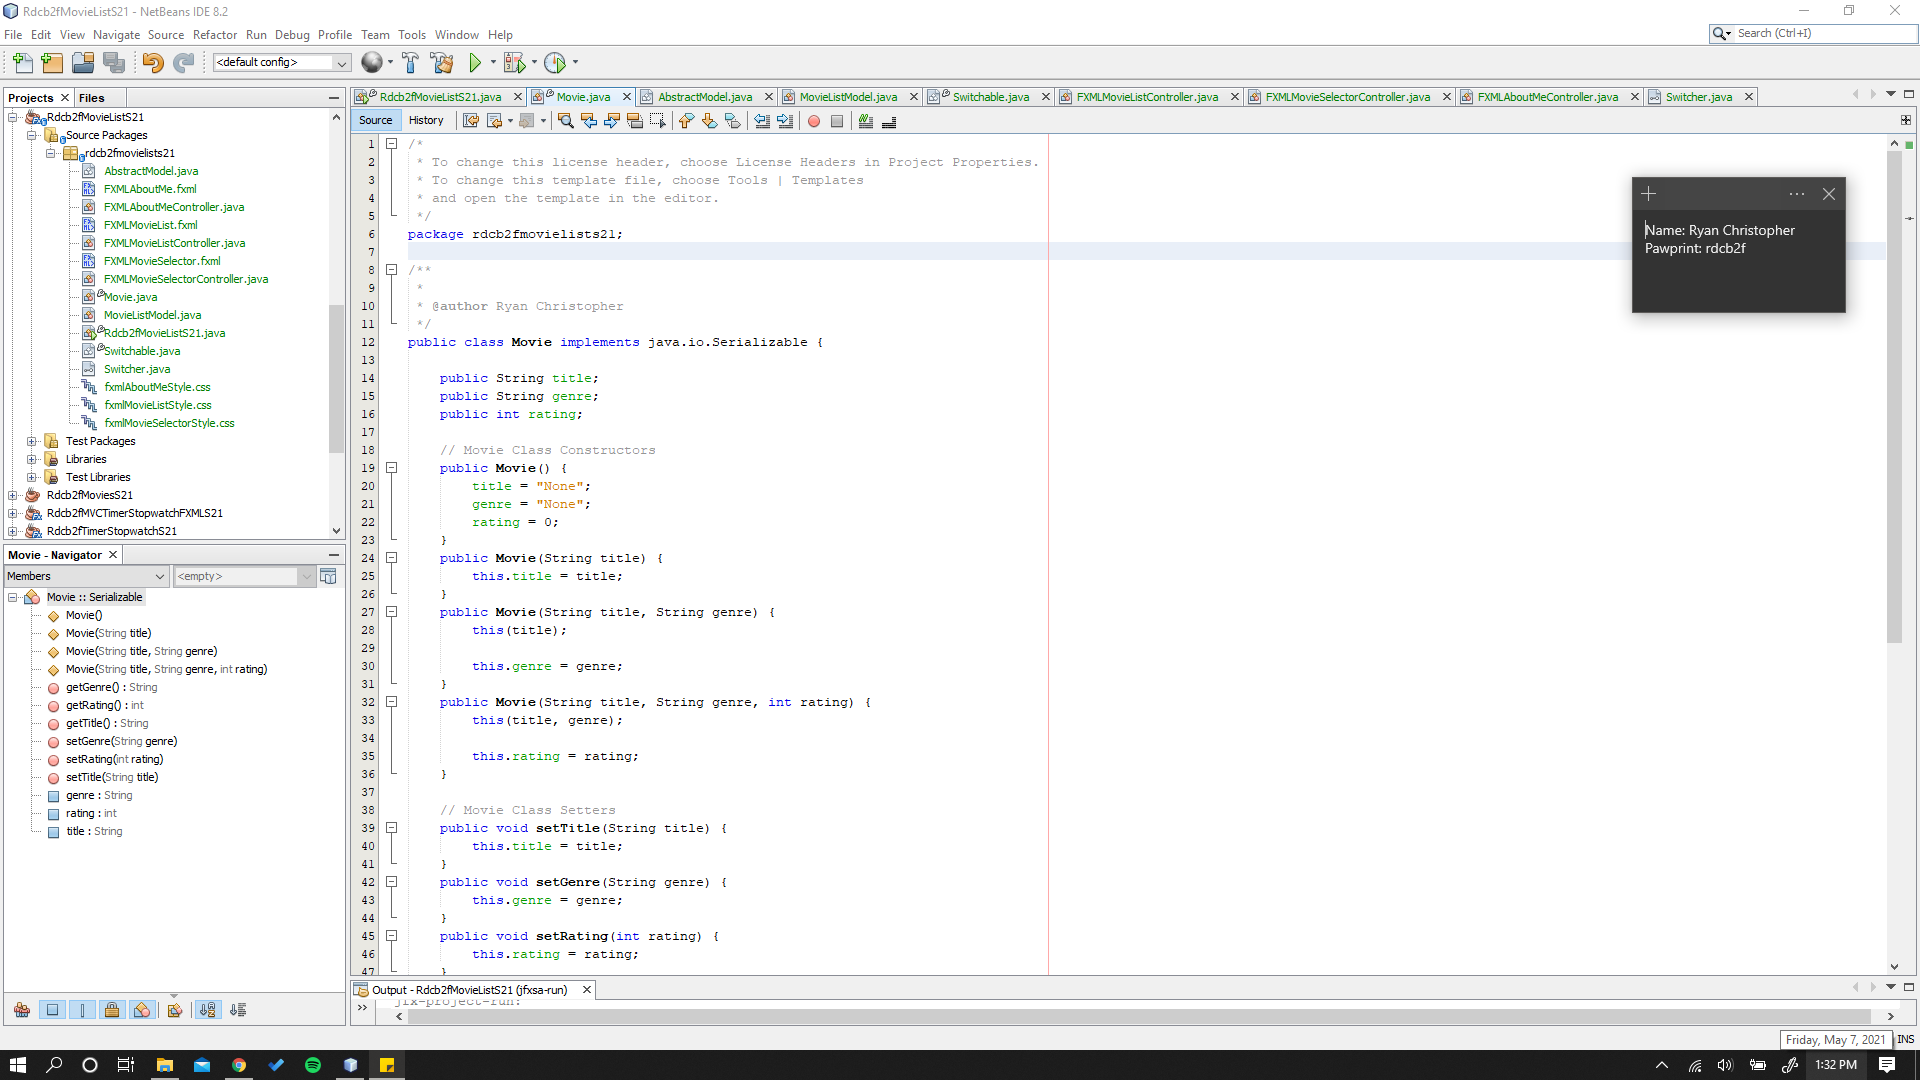 Rdcb2fMovieListS21 - NetBeans IDE 8.2
File Edit View Navigate Source Refactor Run Debug Profile Team Tools Window Help
Search (Ctrl+I)
<default config>
Projects Files
Rdcb2fMovieListS21
Source Packages
rdcb2fmovielists21
AbstractModel.java
FXMLAboutMe.fxml
FXMLAboutMeController.java
FXMLMovieList.fxml
FXMLMovieListController.java
FXMLMovieSelector.fxml
FXMLMovieSelectorController.java
Movie.java
MovieListModel.java
Rdcb2fMovieListS21.java
Switchable.java
Switcher.java
fxmlAboutMeStyle.css
fxmlMovieListStyle.css
fxmlMovieSelectorStyle.css
Test Packages
Libraries
Test Libraries
Rdcb2fMoviesS21
Rdcb2fMVCTimerStopwatchFXMLS21
Rdcb2fTimerStopwatchS21
Movie - Navigator
Members <empty>
Movie :: Serializable
Movie()
Movie(String title)
Movie(String title, String genre)
Movie(String title, String genre, int rating)
getGenre() : String
getRating() : int
getTitle() : String
setGenre(String genre)
setRating(int rating)
setTitle(String title)
genre : String
rating : int
title : String
Rdcb2fMovieListS21.java Movie.java AbstractModel.java MovieListModel.java Switchable.java FXMLMovieListController.java FXMLMovieSelectorController.java FXMLAboutMeController.java Switcher.java
Source History
1 /*
2 * To change this license header, choose License Headers in Project Properties.
3 * To change this template file, choose Tools | Templates
4 * and open the template in the editor.
5 */
6 package rdcb2fmovielists21;
7
8 /**
9 *
10 * @author Ryan Christopher
11 */
12 public class Movie implements java.io.Serializable {
13
14 public String title;
15 public String genre;
16 public int rating;
17
18 // Movie Class Constructors
19 public Movie() {
20 title = "None";
21 genre = "None";
22 rating = 0;
23 }
24 public Movie(String title) {
25 this.title = title;
26 }
27 public Movie(String title, String genre) {
28 this(title);
29
30 this.genre = genre;
31 }
32 public Movie(String title, String genre, int rating) {
33 this(title, genre);
34
35 this.rating = rating;
36 }
37
38 // Movie Class Setters
39 public void setTitle(String title) {
40 this.title = title;
41 }
42 public void setGenre(String genre) {
43 this.genre = genre;
44 }
45 public void setRating(int rating) {
46 this.rating = rating;
47 }
Name: Ryan Christopher
Pawprint: rdcb2f
Output - Rdcb2fMovieListS21 (jfxsa-run)
jfx-project-run:
Friday, May 7, 2021
INS
1:32 PM